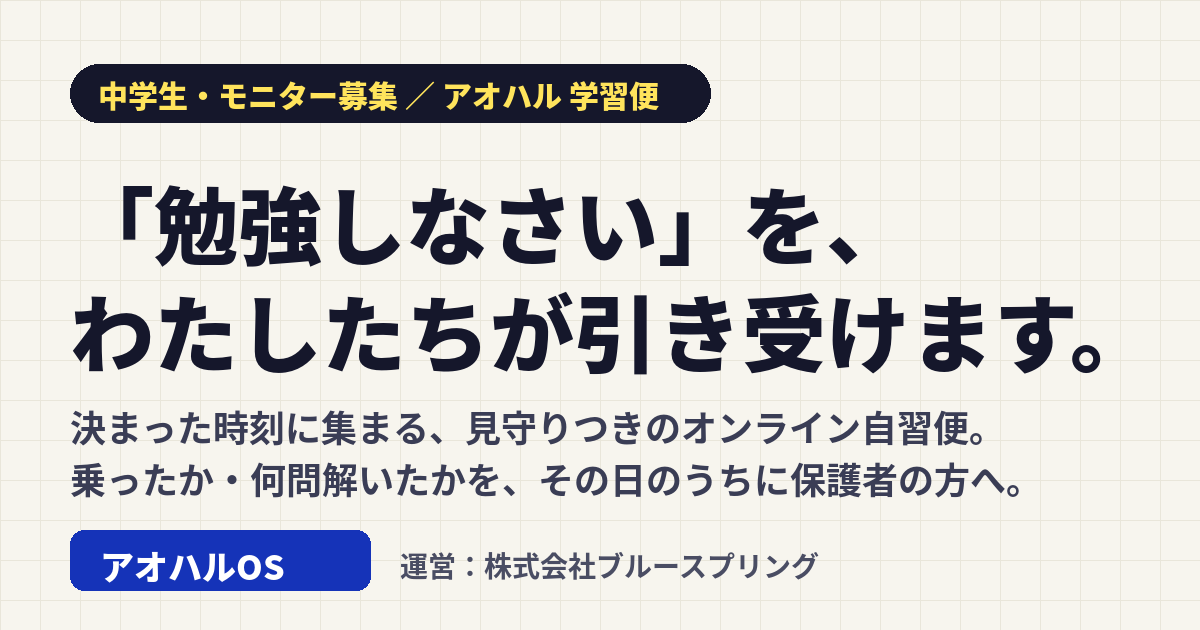 中学生・モニター募集 ／ アオハル 学習便
「勉強しなさい」を、
わたしたちが引き受けます。
決まった時刻に集まる、見守りつきのオンライン自習便。
乗ったか・何問解いたかを、その日のうちに保護者の方へ。
アオハルOS
運営：株式会社ブルースプリング